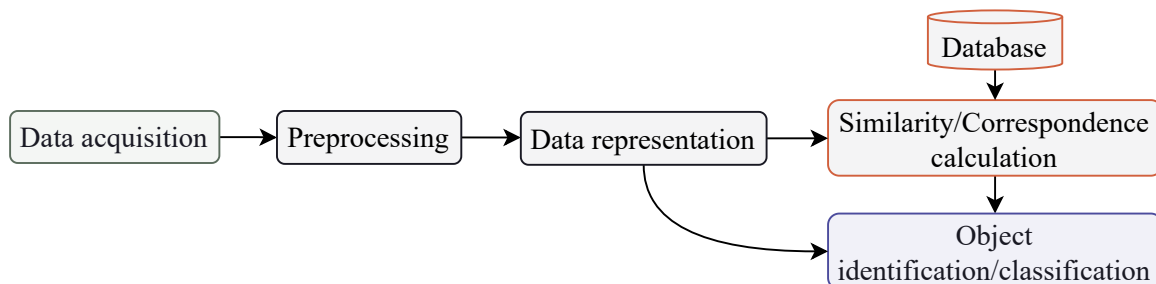 Database
Data acquisition
Preprocessing
Data representation
Similarity/Correspondence
calculation
Object
identification/classification